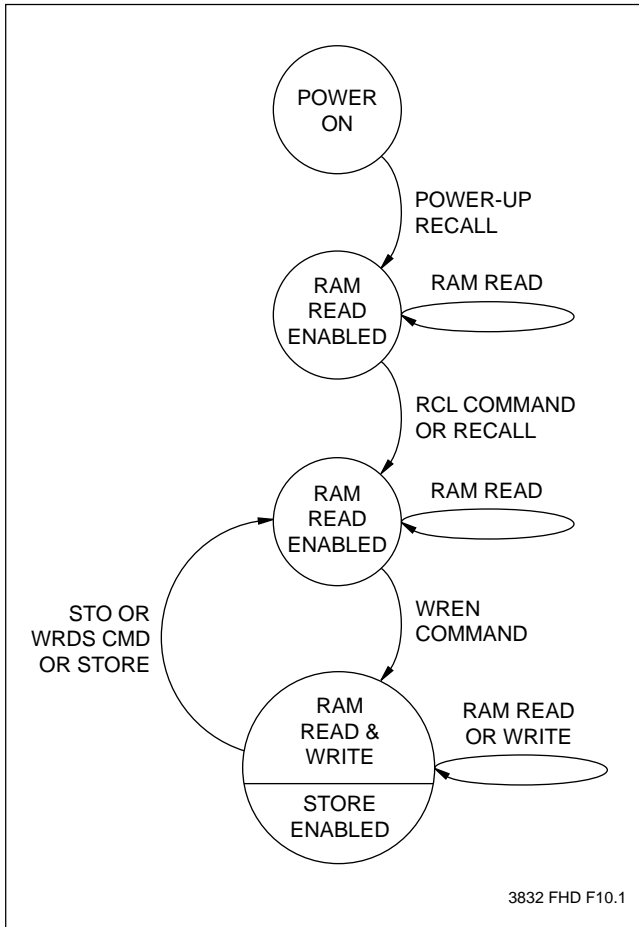 POWER
ON
POWER-UP
RECALL
RAM
READ
ENABLED
RAM READ
RCL COMMAND
OR RECALL
RAM
READ
ENABLED
RAM READ
STO OR
WRDS CMD
OR STORE
WREN
COMMAND
RAM
READ &
WRITE
RAM READ
OR WRITE
STORE
ENABLED
3832 FHD F10.1